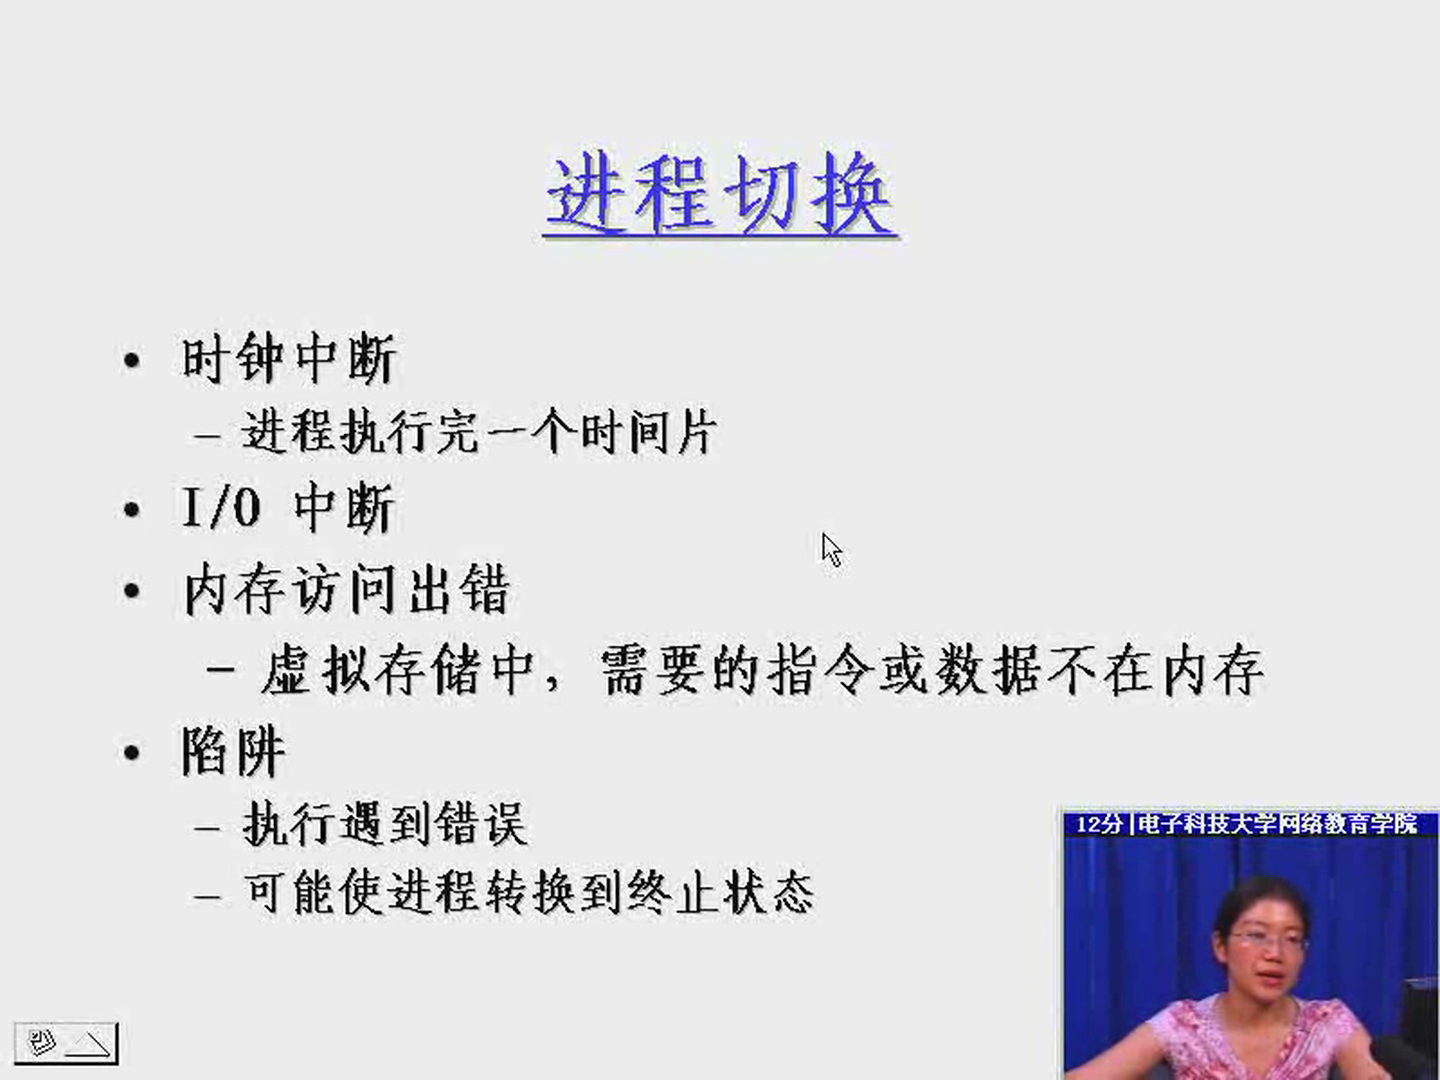 进程切换
• 时钟中断
– 进程执行完一个时间片
• I/O 中断
• 内存访问出错
– 虚拟存储中，需要的指令或数据不在内存
• 陷阱
– 执行遇到错误
– 可能使进程转换到终止状态
12分|电子科技大学网络教育学院